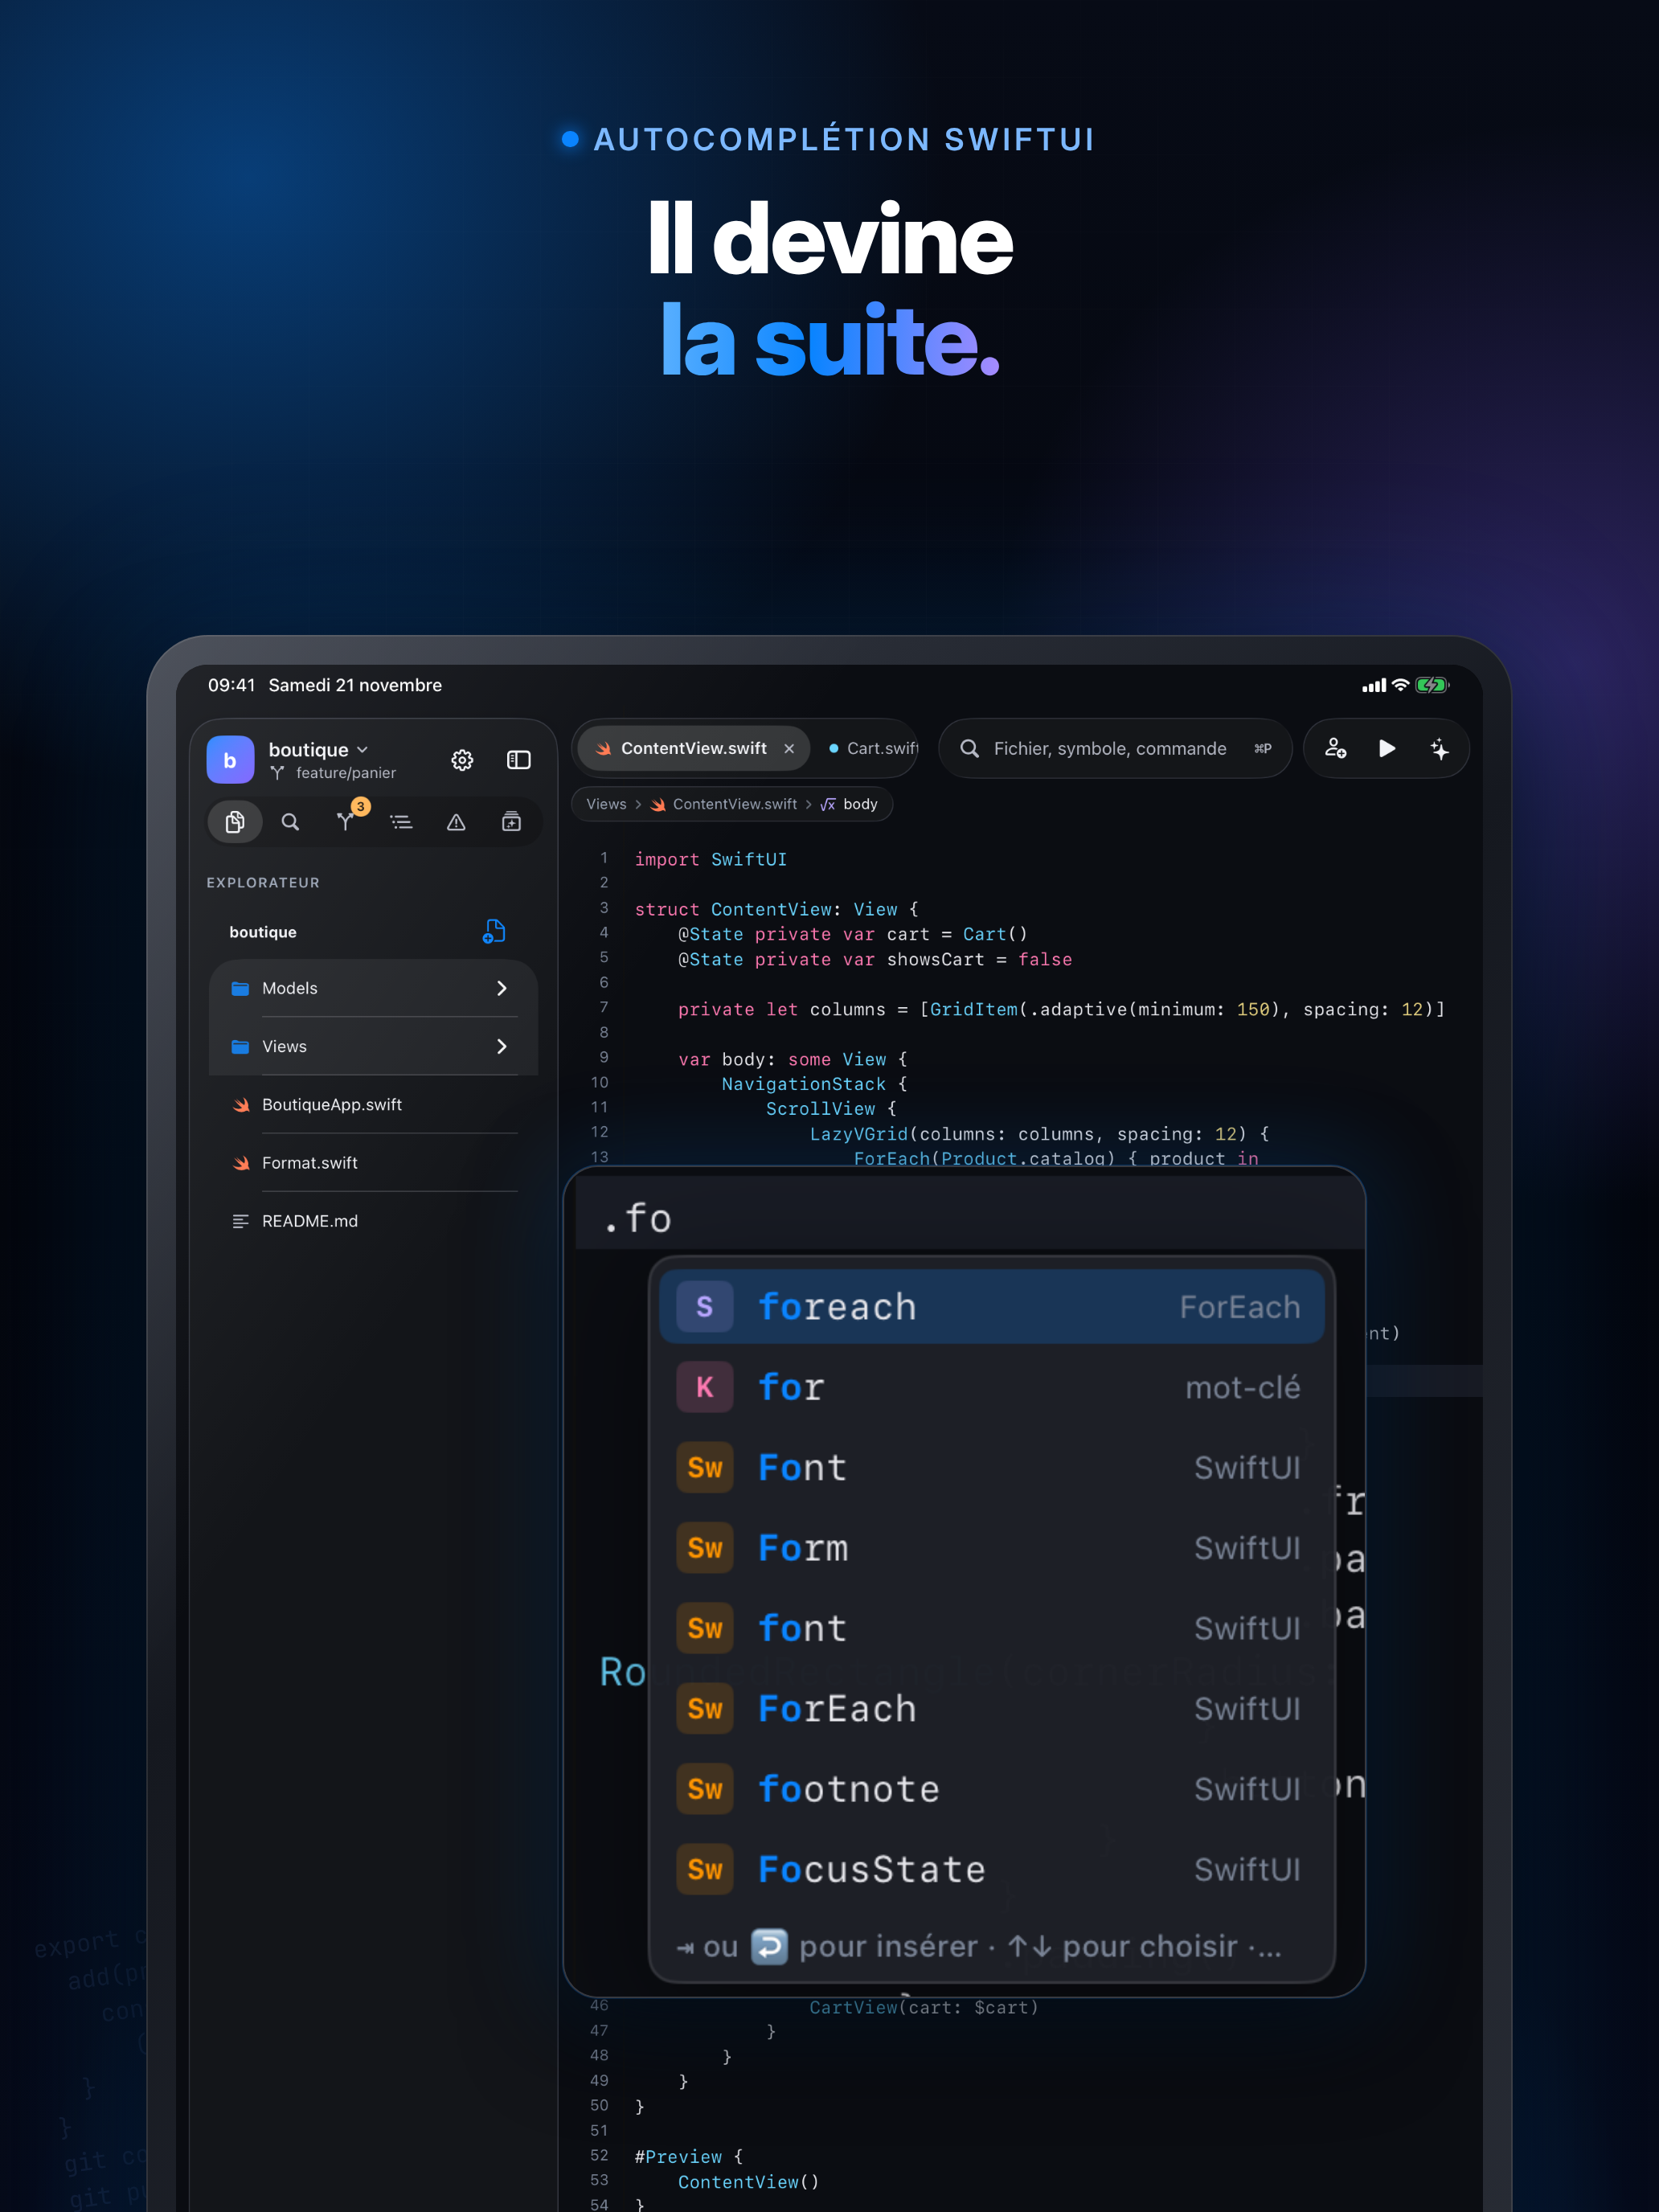 AUTOCOMPLÉTION SWIFTUI
Il devine
la suite.
09:41 Samedi 21 novembre
b
boutique
feature/panier
3
EXPLORATEUR
boutique
Models
Views
BoutiqueApp.swift
Format.swift
README.md
ContentView.swift ×
Cart.swift
Fichier, symbole, commande ⌘P
Views > ContentView.swift > √x body
1 import SwiftUI
2
3 struct ContentView: View {
4 @State private var cart = Cart()
5 @State private var showsCart = false
6
7 private let columns = [GridItem(.adaptive(minimum: 150), spacing: 12)]
8
9 var body: some View {
10 NavigationStack {
11 ScrollView {
12 LazyVGrid(columns: columns, spacing: 12) {
13 ForEach(Product.catalog) { product in
.fo
S foreach ForEach
K for mot-clé
Sw Font SwiftUI
Sw Form SwiftUI
Sw font SwiftUI
Sw ForEach SwiftUI
Sw footnote SwiftUI
Sw FocusState SwiftUI
⇥ ou ↩ pour insérer · ↑↓ pour choisir ·…
46 CartView(cart: $cart)
47 }
48 }
49 }
50 }
51
52 #Preview {
53 ContentView()
54 }
export
add(
}
}
git
git